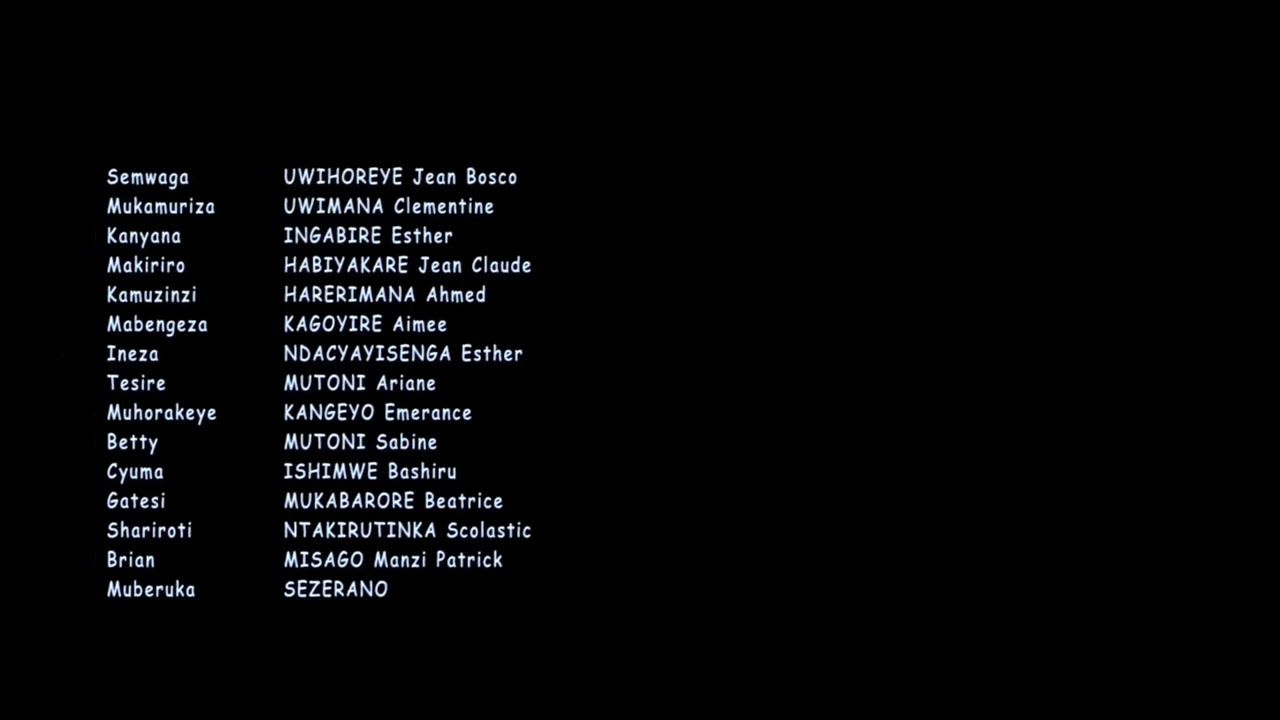 Semwaga UWIHOREYE Jean Bosco
Mukamuriza UWIMANA Clementine
Kanyana INGABIRE Esther
Makiriro HABIYAKARE Jean Claude
Kamuzinzi HARERIMANA Ahmed
Mabengeza KAGOYIRE Aimee
Ineza NDACYAYISENGA Esther
Tesire MUTONI Ariane
Muhorakeye KANGEYO Emerance
Betty MUTONI Sabine
Cyuma ISHIMWE Bashiru
Gatesi MUKABARORE Beatrice
Shariroti NTAKIRUTINKA Scolastic
Brian MISAGO Manzi Patrick
Muberuka SEZERANO